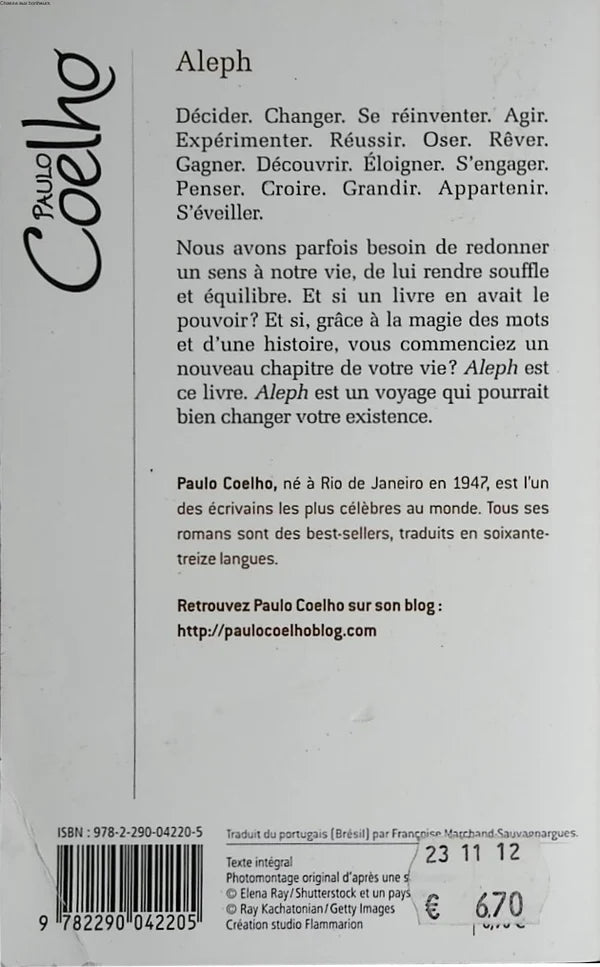 Chasse aux bonheurs
PAULO
Coelho
Aleph
Décider. Changer. Se réinventer. Agir.
Expérimenter. Réussir. Oser. Rêver.
Gagner. Découvrir. Éloigner. S'engager.
Penser. Croire. Grandir. Appartenir.
S'éveiller.
Nous avons parfois besoin de redonner
un sens à notre vie, de lui rendre souffle
et équilibre. Et si un livre en avait le
pouvoir? Et si, grâce à la magie des mots
et d'une histoire, vous commenciez un
nouveau chapitre de votre vie? Aleph est
ce livre. Aleph est un voyage qui pourrait
bien changer votre existence.
Paulo Coelho, né à Rio de Janeiro en 1947, est l'un
des écrivains les plus célèbres au monde. Tous ses
romans sont des best-sellers, traduits en soixante-
treize langues.
Retrouvez Paulo Coelho sur son blog :
http://paulocoelhoblog.com
ISBN : 978-2-290-04220-5
9 782290 042205
Traduit du portugais (Brésil) par Françoise Marchand-Sauvagnargues.
Texte intégral
Photomontage original d'après une
© Elena Ray/Shutterstock et un pays
© Ray Kachatonian/Getty Images
Création studio Flammarion
23 11 12
€ 6.70